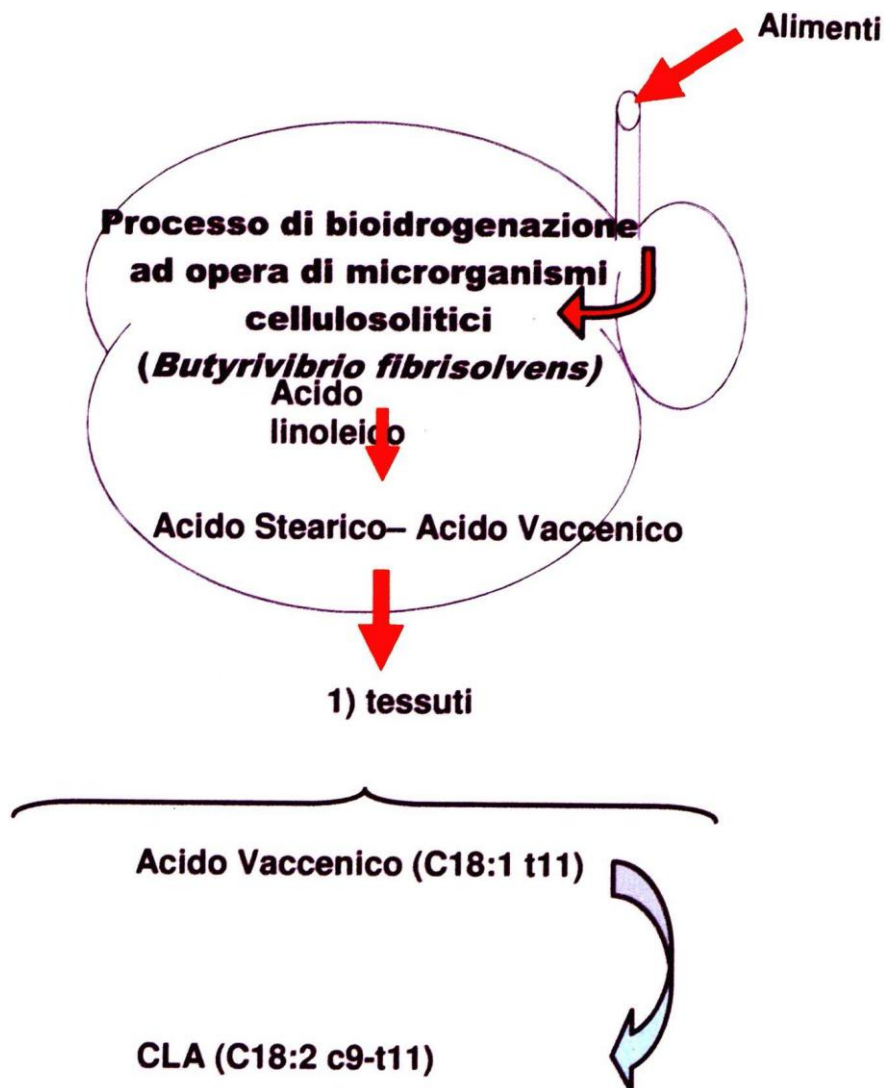 Alimenti
Processo di bioidrogenazione
ad opera di microrganismi
cellulosolitici
(Butyrivibrio fibrisolvens)
Acido
linoleico
Acido Stearico– Acido Vaccenico
1) tessuti
Acido Vaccenico (C18:1 t11)
CLA (C18:2 c9-t11)